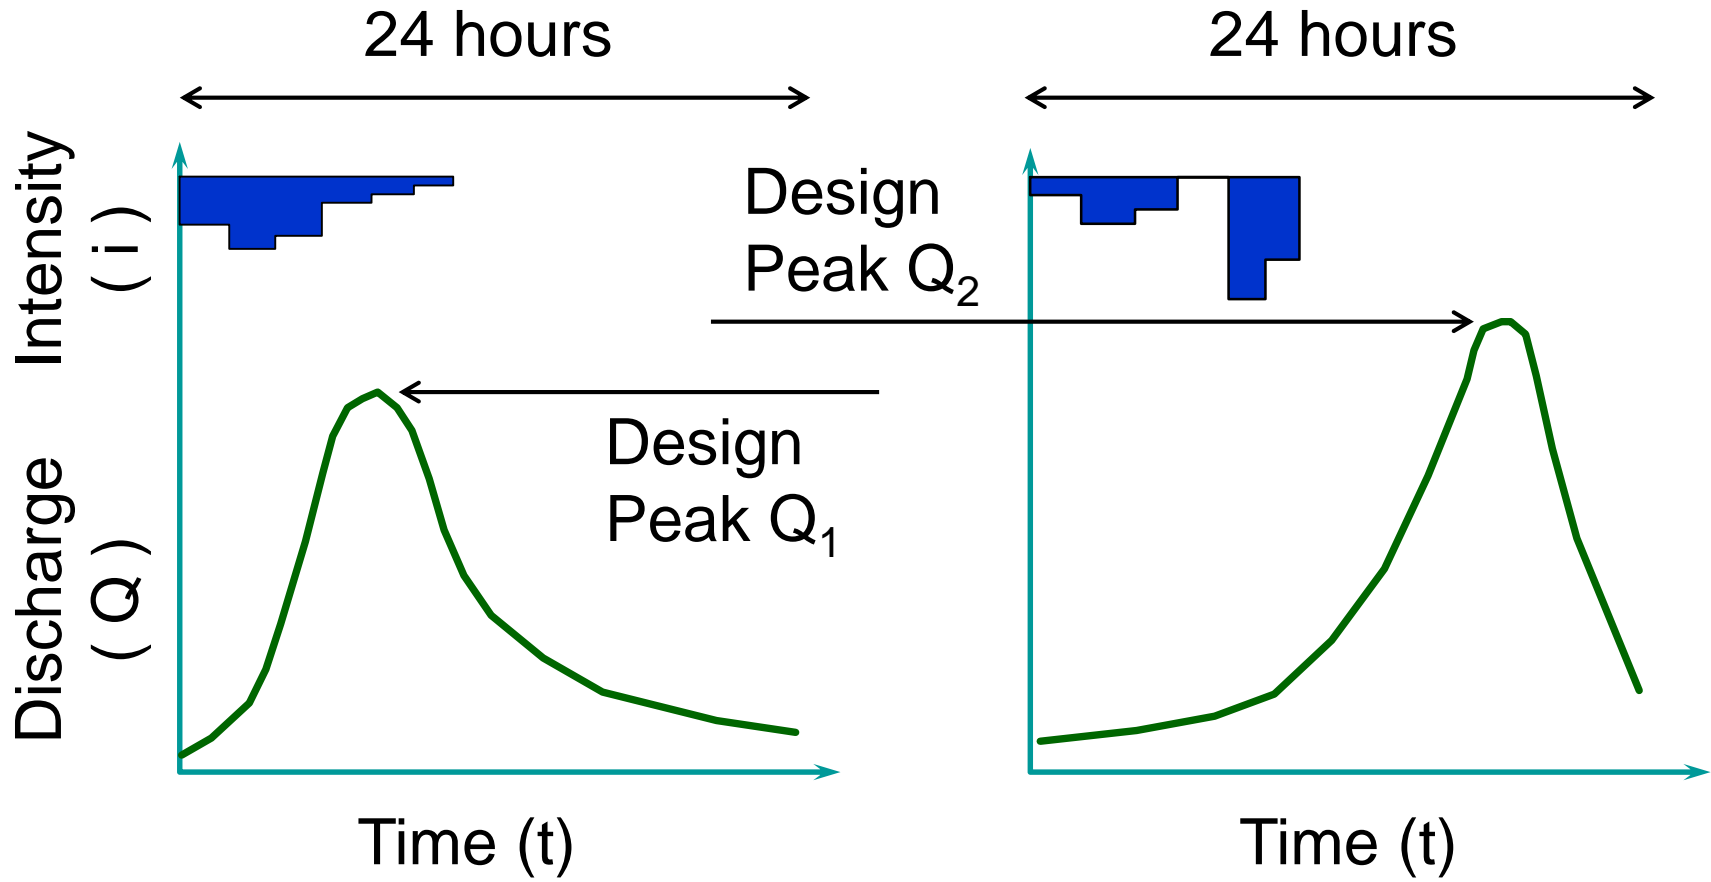 24 hours
24 hours
Intensity
( i )
Discharge
( Q )
Design
Peak Q₂
Design
Peak Q₁
Time (t)
Time (t)